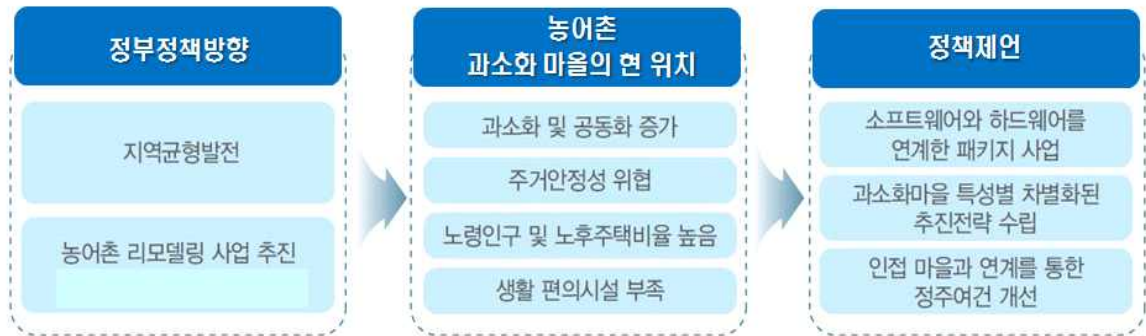 정부정책방향
지역균형발전
농어촌 리모델링 사업 추진
농어촌
과소화 마을의 현 위치
과소화 및 공동화 증가
주거안정성 위협
노령인구 및 노후주택비율 높음
생활 편의시설 부족
정책제언
소프트웨어와 하드웨어를
연계한 패키지 사업
과소화마을 특성별 차별화된
추진전략 수립
인접 마을과 연계를 통한
정주여건 개선